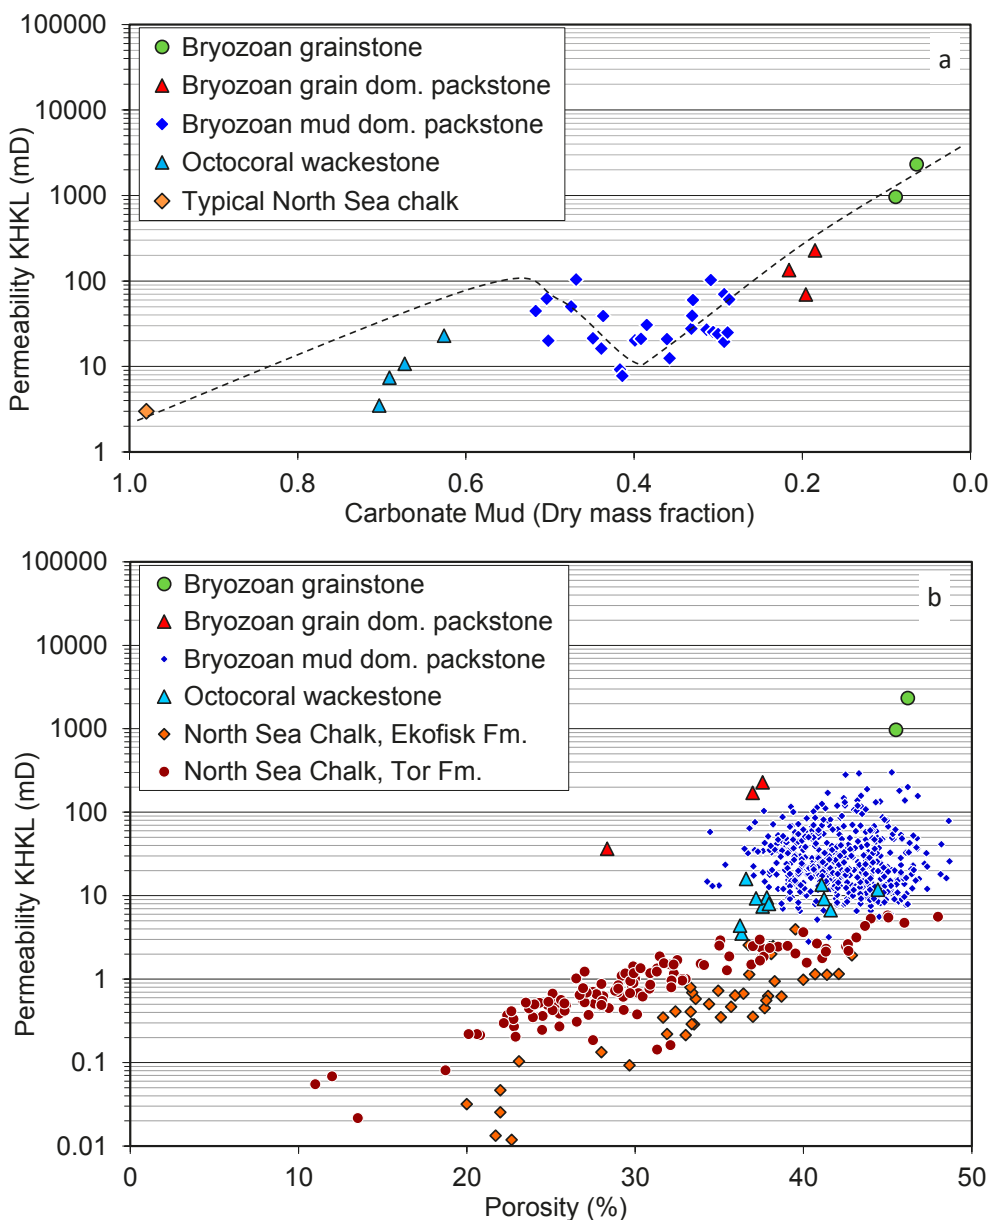 100000
10000
1000
100
10
1
Permeability KHKL (mD)
a
Bryozoan grainstone
Bryozoan grain dom. packstone
Bryozoan mud dom. packstone
Octocoral wackestone
Typical North Sea chalk
1.0 0.8 0.6 0.4 0.2 0.0
Carbonate Mud (Dry mass fraction)
100000
10000
1000
100
10
1
0.1
0.01
Permeability KHKL (mD)
b
Bryozoan grainstone
Bryozoan grain dom. packstone
Bryozoan mud dom. packstone
Octocoral wackestone
North Sea Chalk, Ekofisk Fm.
North Sea Chalk, Tor Fm.
0 10 20 30 40 50
Porosity (%)